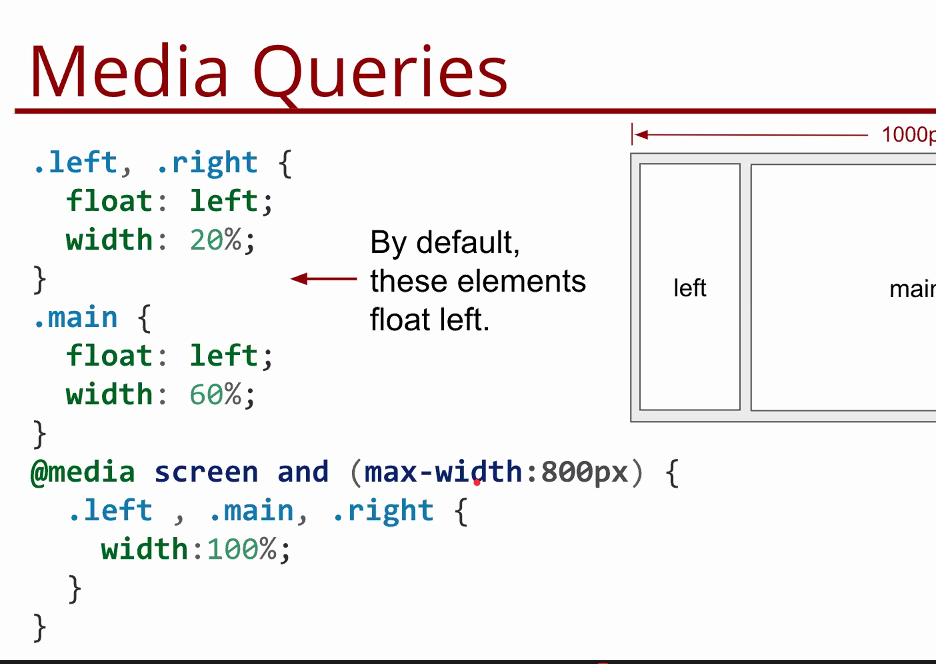 Media Queries
.left, .right {
float: left;
width: 20%;
}
.main {
float: left;
width: 60%;
}
@media screen and (max-width:800px) {
.left , .main, .right {
width:100%;
}
}
By default,
these elements
float left.
1000p
left
main